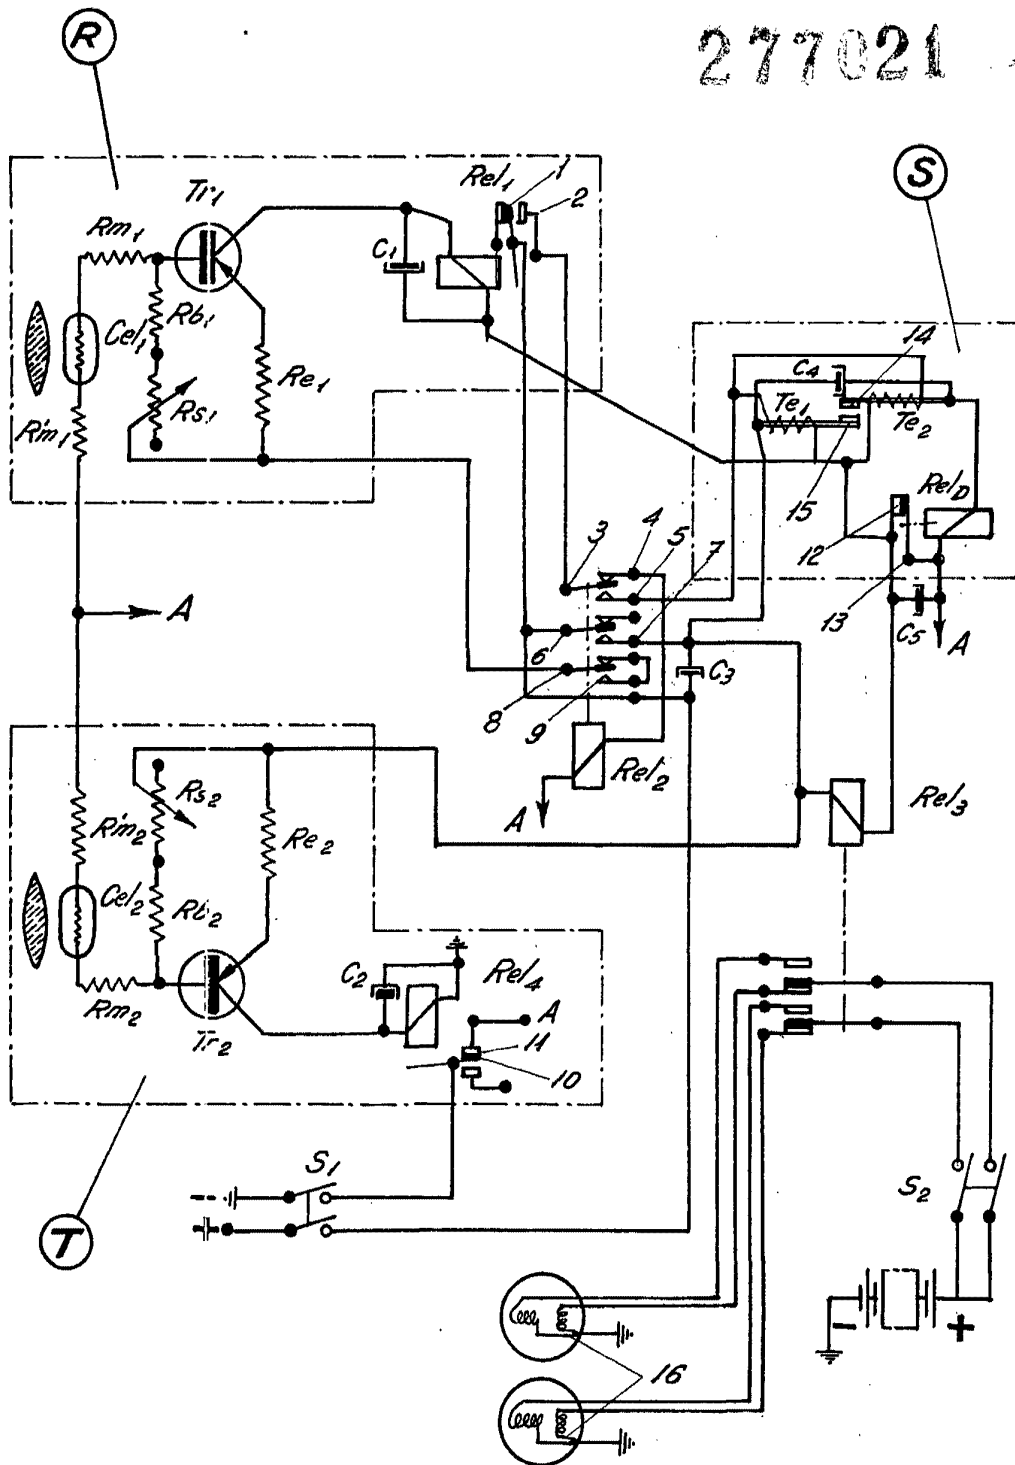 R
277021
S
Tr1
Rel1
1
2
Rm1
C1
Cel1
Rb1
Re1
R'm1
Rs1
14
C4
Te1
Te2
15
RelD
12
13
C5
A
A
3
4
5
7
6
8
9
C3
Rel2
A
Rel3
Rs2
R'm2
Re2
Cel2
Rb2
Rm2
Tr2
C2
Rel4
A
11
10
S1
T
S2
- +
16